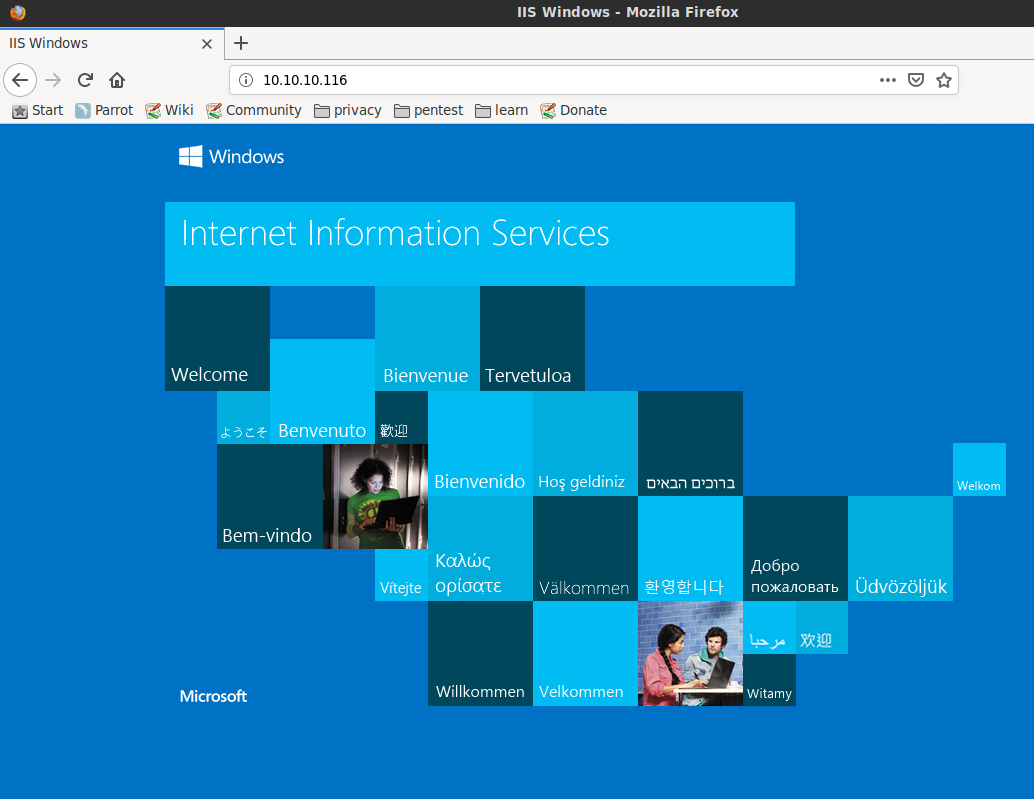 IIS Windows - Mozilla Firefox
IIS Windows
10.10.10.116
Start Parrot Wiki Community privacy pentest learn Donate
Windows
Internet Information Services
Welcome
Bienvenue
Tervetuloa
ようこそ
Benvenuto
歡迎
Bienvenido
Hoş geldiniz
ברוכים הבאים
Welkom
Bem-vindo
Vítejte
Καλώς
ορίσατε
Välkommen
환영합니다
Добро
пожаловать
Üdvözöljük
مرحبا
欢迎
Willkommen
Velkommen
Witamy
Microsoft